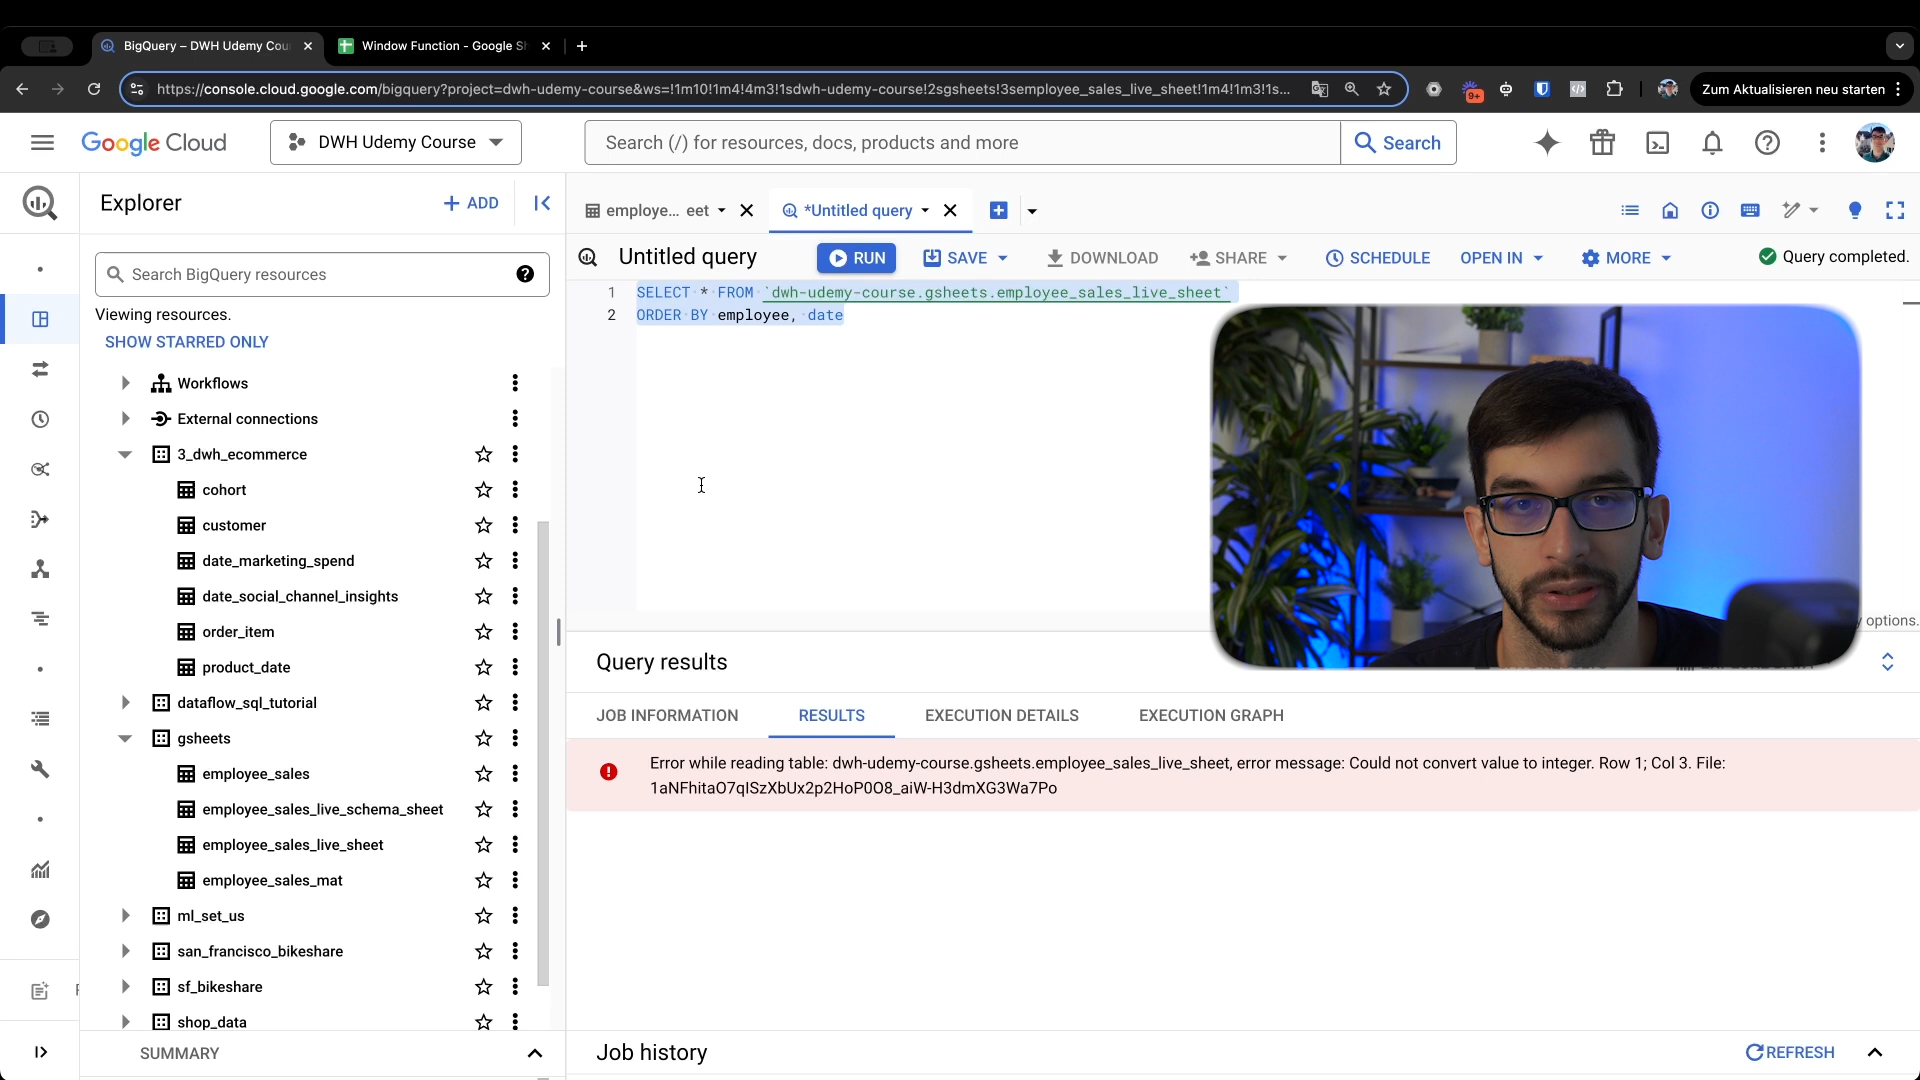 BigQuery – DWH Udemy Cou
Window Function - Google Sh
https://console.cloud.google.com/bigquery?project=dwh-udemy-course&ws=!1m10!1m4!4m3!1sdwh-udemy-course!2sgsheets!3semployee_sales_live_sheet!1m4!1m3!1s...
9+
Zum Aktualisieren neu starten
Google Cloud
DWH Udemy Course
Search (/) for resources, docs, products and more
Search
Explorer
+ ADD
employe... eet
*Untitled query
Untitled query
RUN
SAVE
DOWNLOAD
SHARE
SCHEDULE
OPEN IN
MORE
Query completed.
Search BigQuery resources
Viewing resources.
SHOW STARRED ONLY
Workflows
External connections
3_dwh_ecommerce
cohort
customer
date_marketing_spend
date_social_channel_insights
order_item
product_date
dataflow_sql_tutorial
gsheets
employee_sales
employee_sales_live_schema_sheet
employee_sales_live_sheet
employee_sales_mat
ml_set_us
san_francisco_bikeshare
sf_bikeshare
shop_data
SUMMARY
1 SELECT * FROM `dwh-udemy-course.gsheets.employee_sales_live_sheet`
2 ORDER BY employee, date
y options.
Query results
JOB INFORMATION
RESULTS
EXECUTION DETAILS
EXECUTION GRAPH
Error while reading table: dwh-udemy-course.gsheets.employee_sales_live_sheet, error message: Could not convert value to integer. Row 1; Col 3. File:
1aNFhitaO7qISzXbUx2p2HoP0O8_aiW-H3dmXG3Wa7Po
Job history
REFRESH